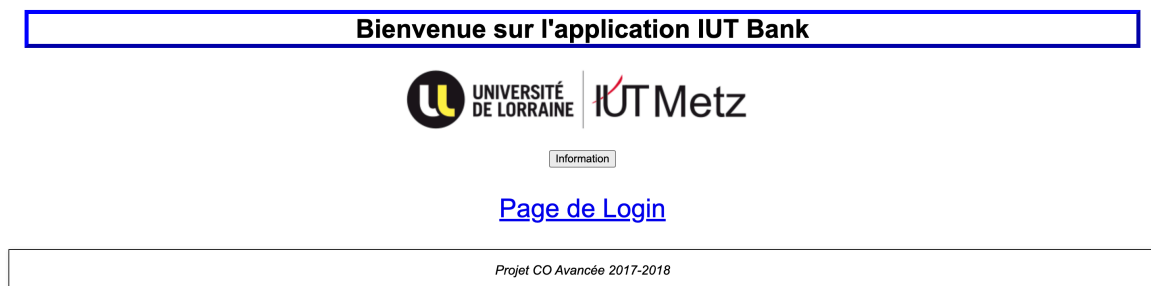 Bienvenue sur l'application IUT Bank
UNIVERSITÉ
DE LORRAINE
IUT Metz
Information
Page de Login
Projet CO Avancée 2017-2018